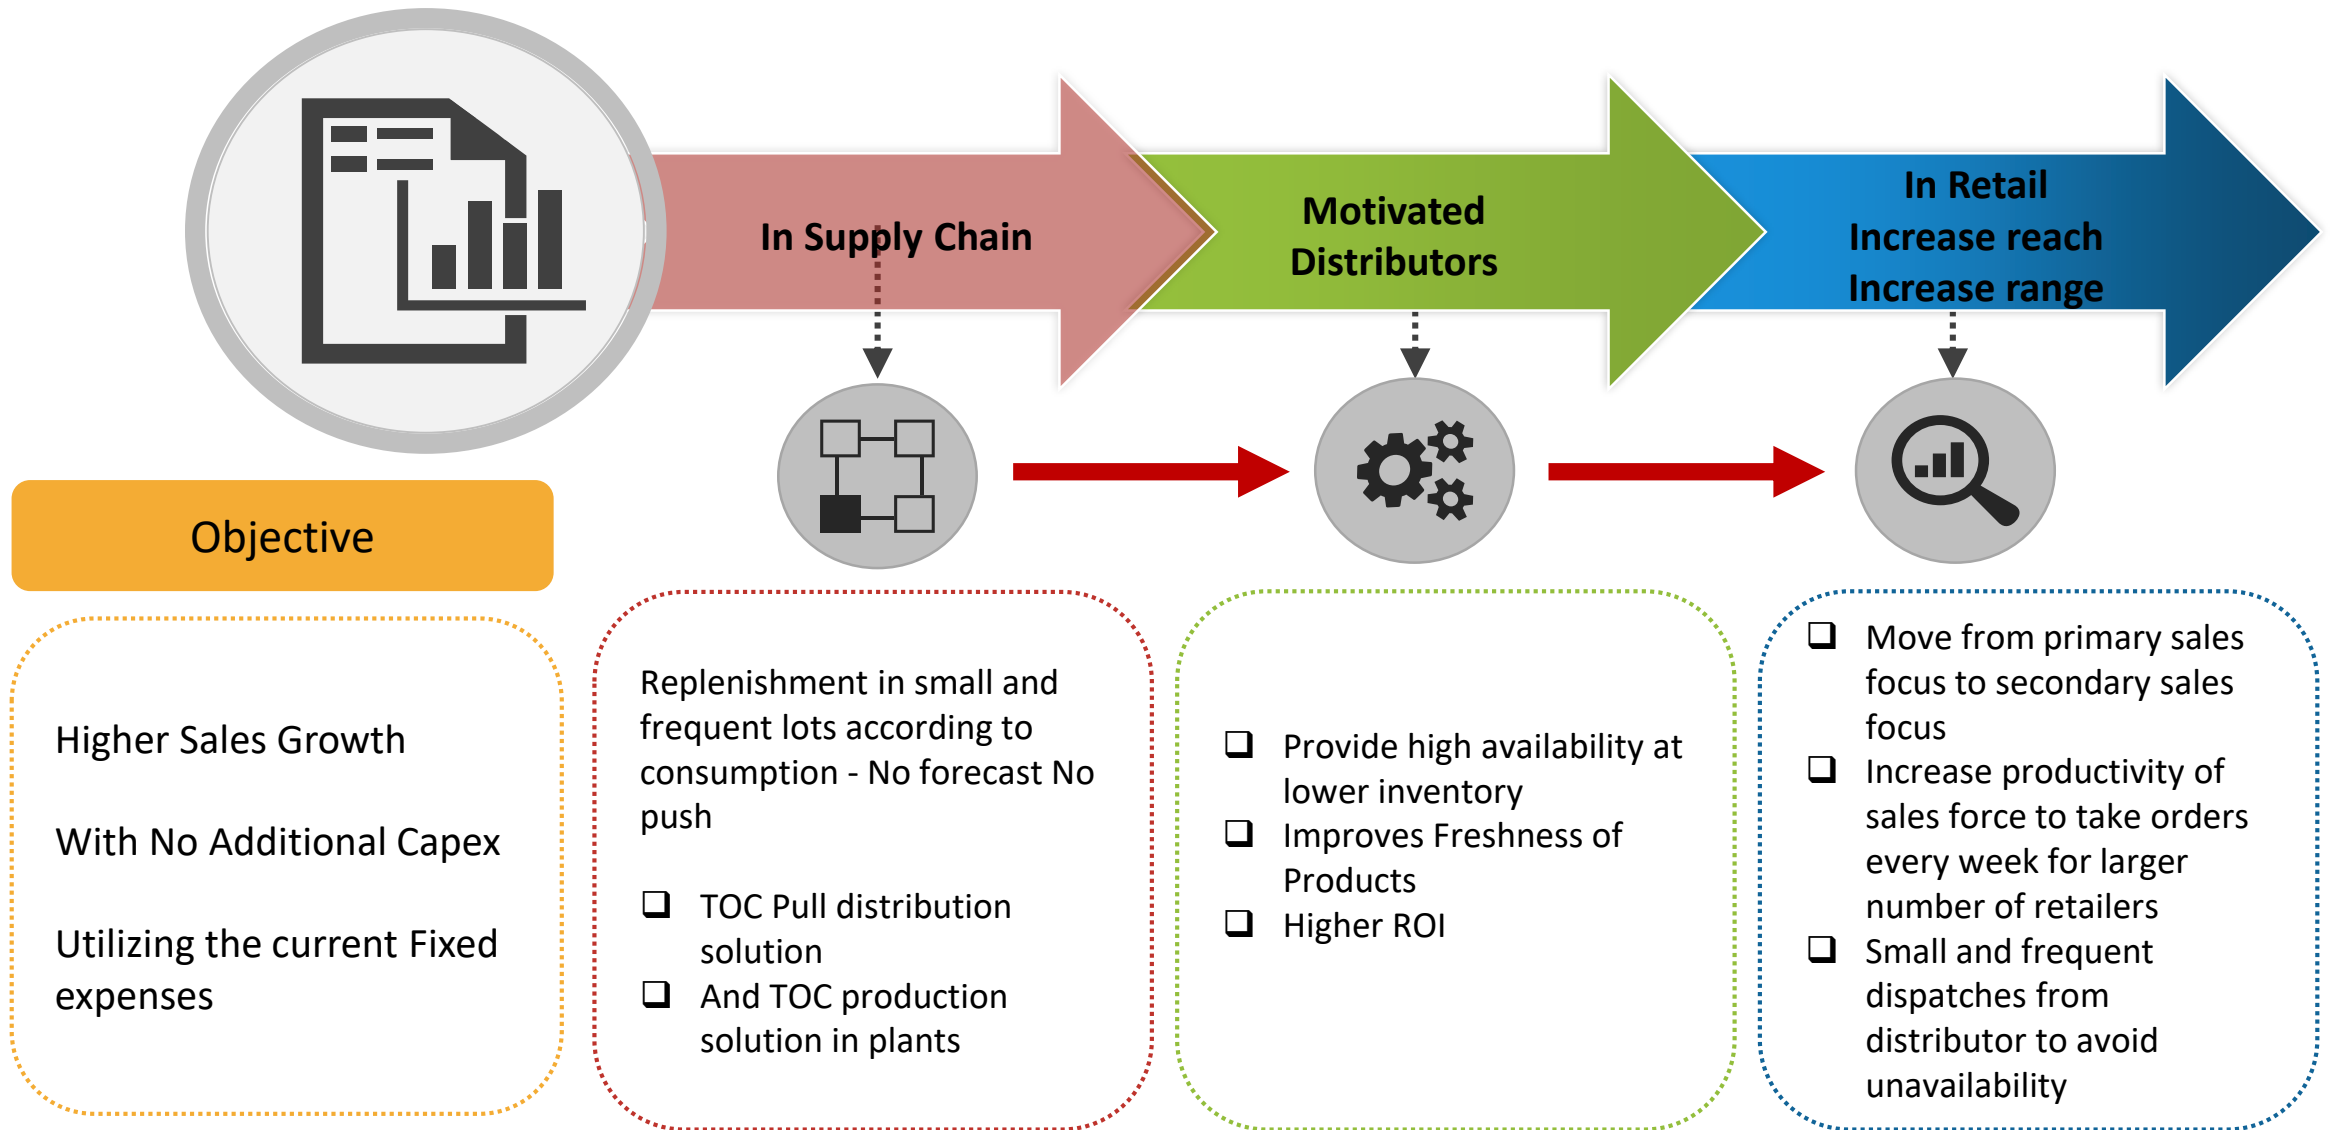 In Supply Chain
Motivated
Distributors
In Retail
Increase reach
Increase range
Objective
Higher Sales Growth
With No Additional Capex
Utilizing the current Fixed
expenses
Replenishment in small and
frequent lots according to
consumption - No forecast No
push
❑ TOC Pull distribution
solution
❑ And TOC production
solution in plants
❑ Provide high availability at
lower inventory
❑ Improves Freshness of
Products
❑ Higher ROI
❑ Move from primary sales
focus to secondary sales
focus
❑ Increase productivity of
sales force to take orders
every week for larger
number of retailers
❑ Small and frequent
dispatches from
distributor to avoid
unavailability